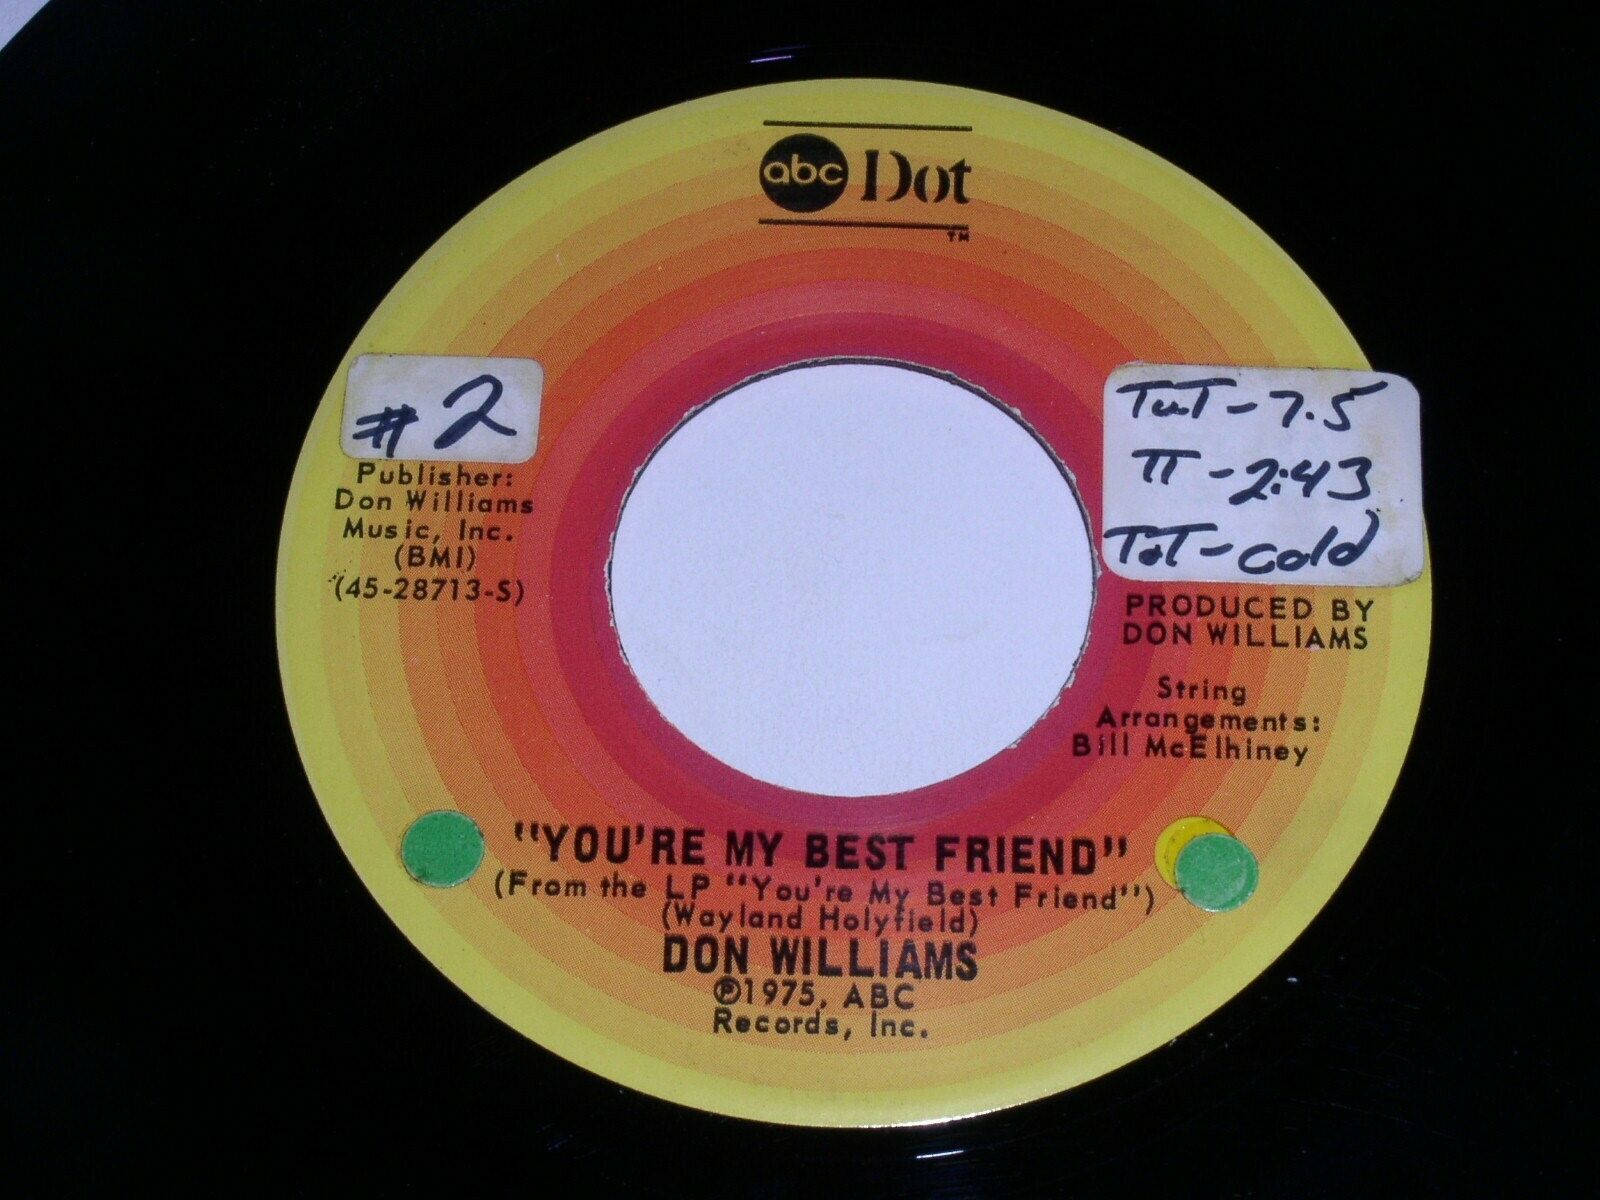 abc Dot
TM
# 2
Publisher:
Don Williams
Music, Inc.
(BMI)
(45-28713-S)
TuT - 7.5
TT - 2:43
ToT - cold
PRODUCED BY
DON WILLIAMS
String
Arrangements:
Bill McElhiney
"YOU'RE MY BEST FRIEND"
(From the LP "You're My Best Friend")
(Wayland Holyfield)
DON WILLIAMS
℗1975, ABC
Records, Inc.